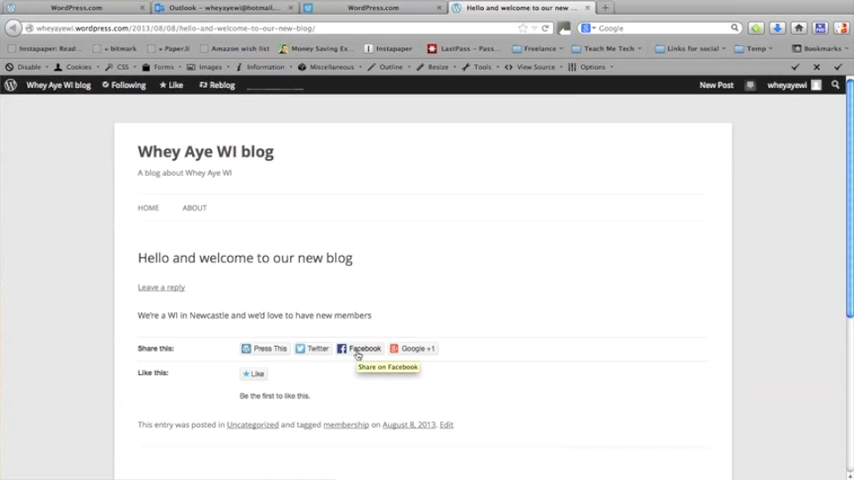 WordPress.com
Outlook – wheyayewi@hotmail...
WordPress.com
Hello and welcome to our new ...
wheyayewi.wordpress.com/2013/08/08/hello-and-welcome-to-our-new-blog/
Google
Instapaper: Read...
+ bitmark
+ Paper.li
Amazon wish list
Money Saving Ex...
Instapaper
LastPass - Pass...
Freelance
Teach Me Tech
Links for social
Temp
Bookmarks
Disable
Cookies
CSS
Forms
Images
Information
Miscellaneous
Outline
Resize
Tools
View Source
Options
Whey Aye WI blog
Following
Like
Reblog
New Post
wheyayewi
Whey Aye WI blog
A blog about Whey Aye WI
HOME
ABOUT
Hello and welcome to our new blog
Leave a reply
We're a WI in Newcastle and we'd love to have new members
Share this:
Press This
Twitter
Facebook
Google +1
Share on Facebook
Like this:
Like
Be the first to like this.
This entry was posted in Uncategorized and tagged membership on August 8, 2013. Edit